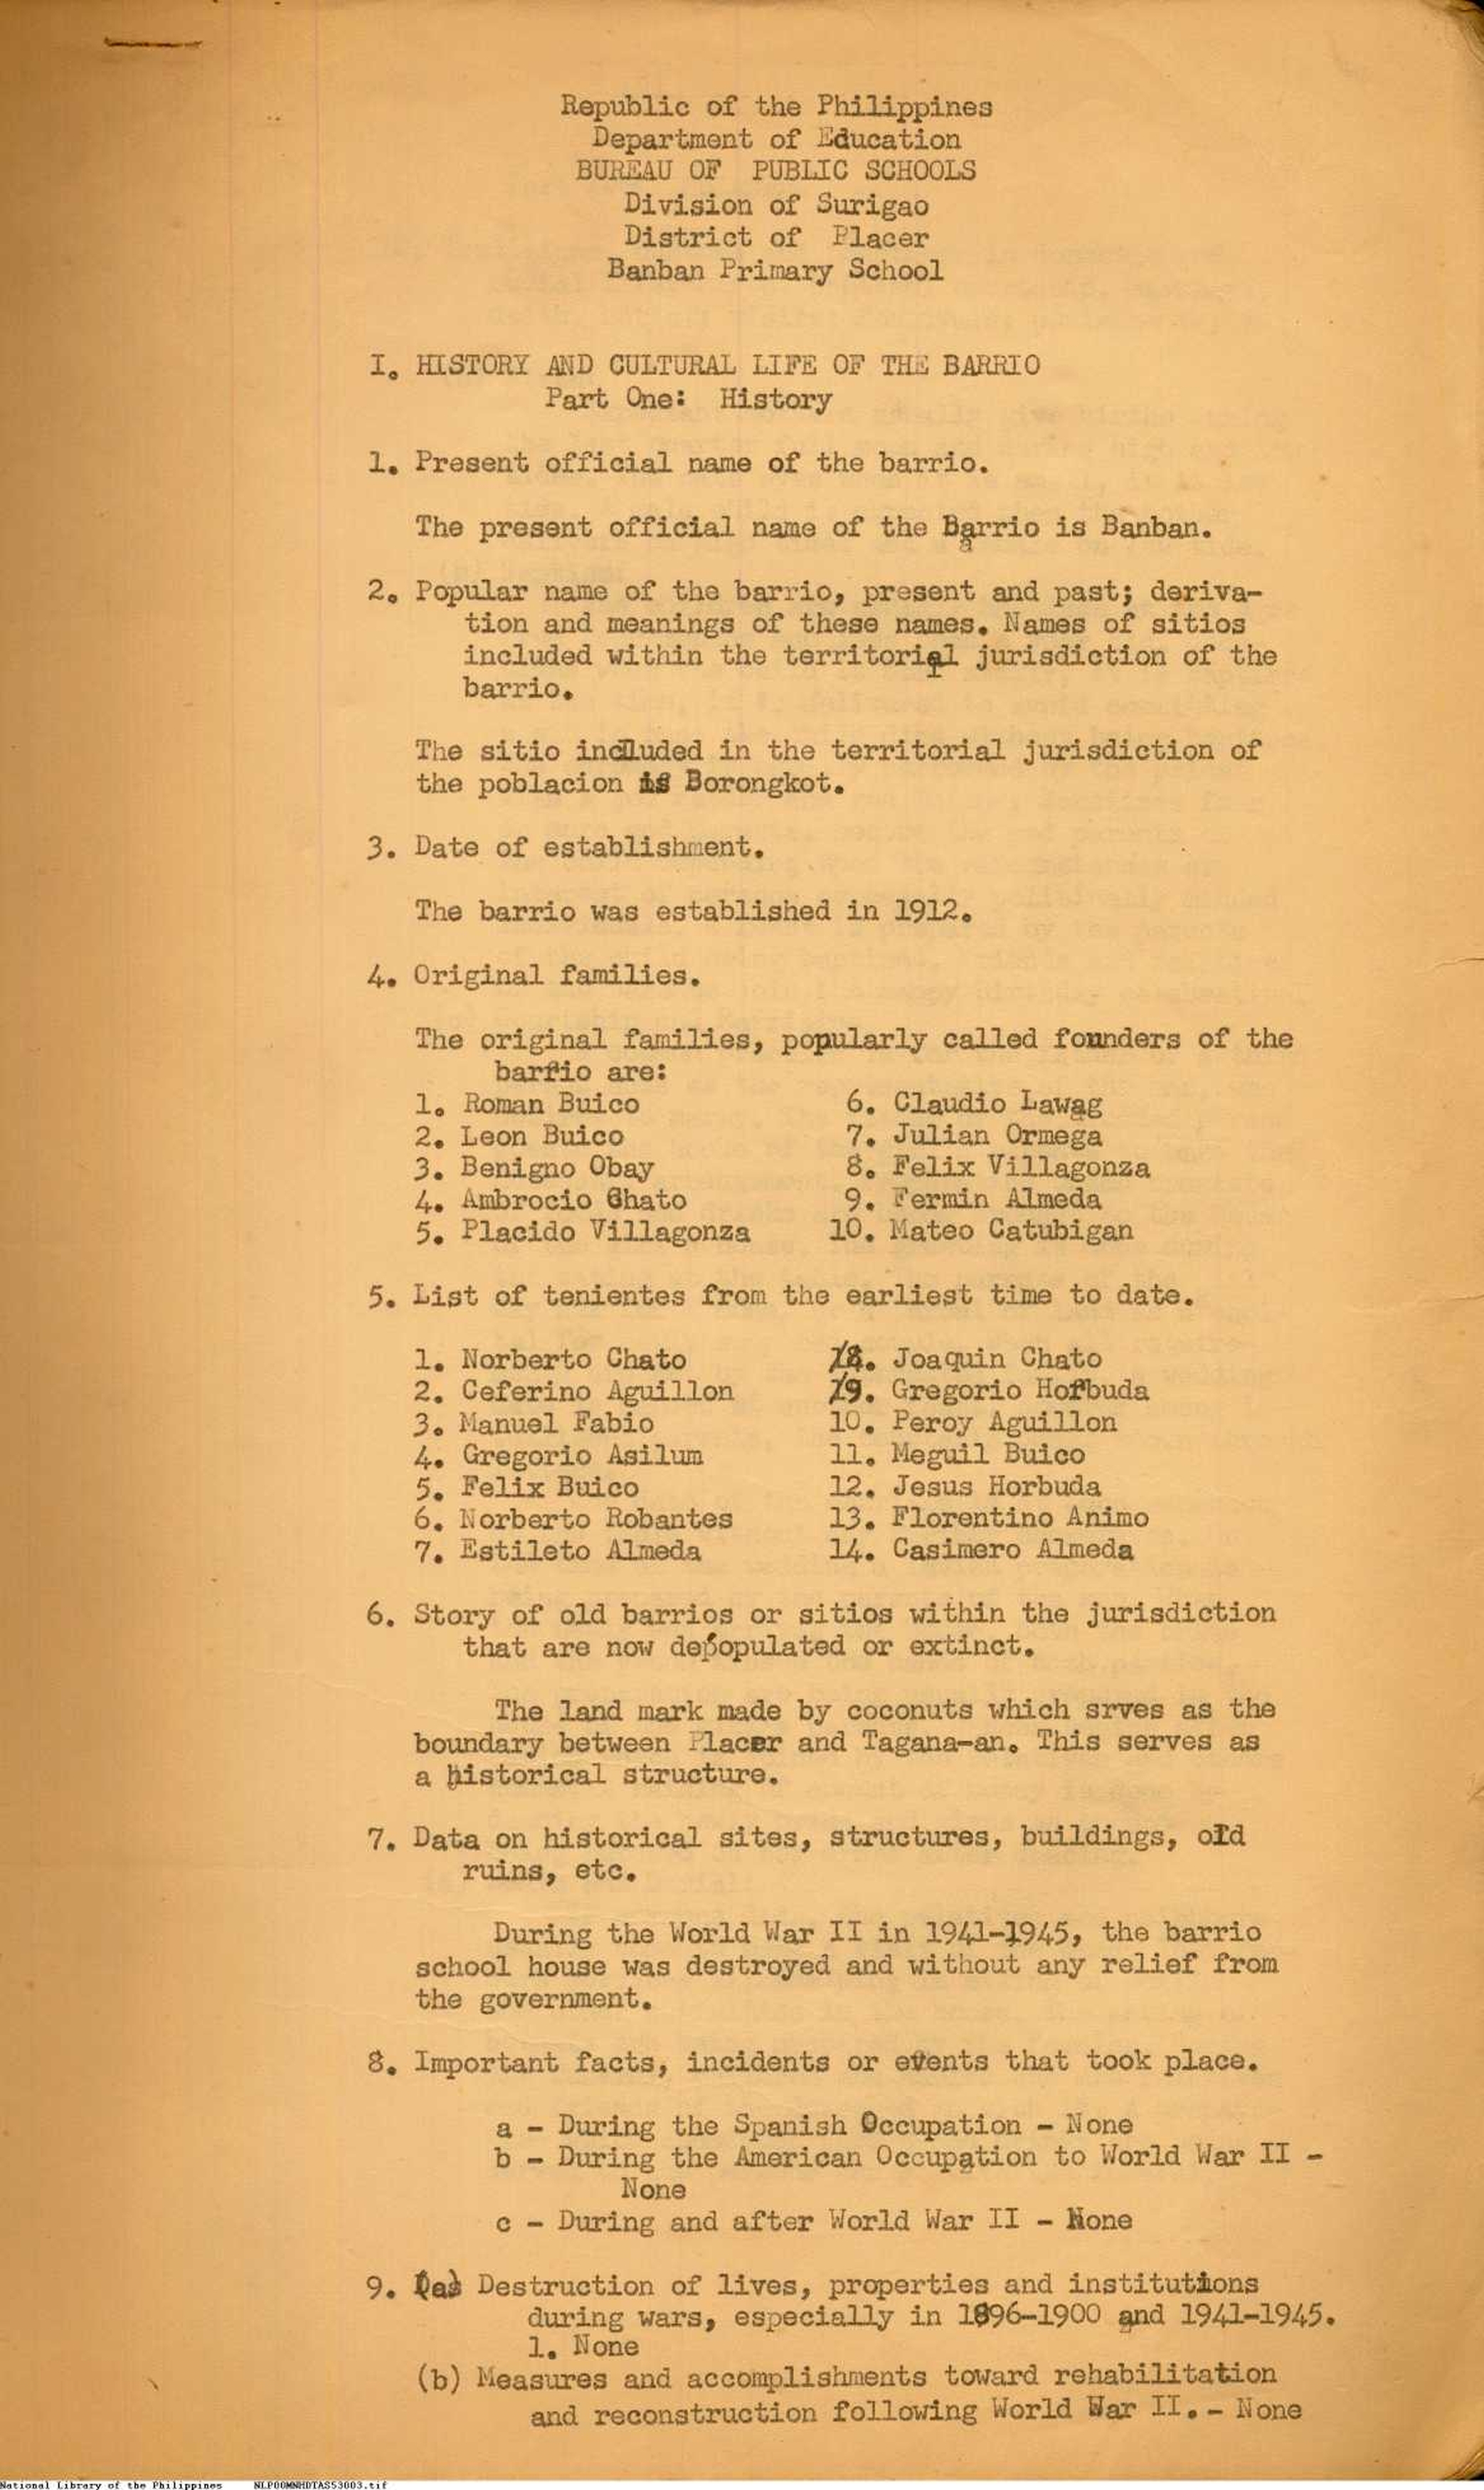 Republic of the Philippines
Department of Education
BUREAU OF PUBLIC SCHOOLS
Division of Surigao
District of Placer
Banban Primary School
I. HISTORY AND CULTURAL LIFE OF THE BARRIO
Part One: History
1. Present official name of the barrio.
The present official name of the Barrio is Banban.
2. Popular name of the barrio, present and past; deriva-
tion and meanings of these names. Names of sitios
included within the territorial jurisdiction of the
barrio.
The sitio included in the territorial jurisdiction of
the poblacion is Borongkot.
3. Date of establishment.
The barrio was established in 1912.
4. Original families.
The original families, popularly called founders of the
barrio are:
1. Roman Buico 6. Claudio Lawag
2. Leon Buico 7. Julian Ormega
3. Benigno Obay 8. Felix Villagonza
4. Ambrocio Chato 9. Fermin Almeda
5. Placido Villagonza 10. Mateo Catubigan
5. List of tenientes from the earliest time to date.
1. Norberto Chato 8. Joaquin Chato
2. Ceferino Aguillon 9. Gregorio Horbuda
3. Manuel Fabio 10. Peroy Aguillon
4. Gregorio Asilum 11. Meguil Buico
5. Felix Buico 12. Jesus Horbuda
6. Norberto Robantes 13. Florentino Animo
7. Estileto Almeda 14. Casimero Almeda
6. Story of old barrios or sitios within the jurisdiction
that are now depopulated or extinct.
The land mark made by coconuts which srves as the
boundary between Placer and Tagana-an. This serves as
a historical structure.
7. Data on historical sites, structures, buildings, old
ruins, etc.
During the World War II in 1941-1945, the barrio
school house was destroyed and without any relief from
the government.
8. Important facts, incidents or events that took place.
a - During the Spanish Occupation - None
b - During the American Occupation to World War II -
None
c - During and after World War II - None
9. (a) Destruction of lives, properties and institutions
during wars, especially in 1896-1900 and 1941-1945.
1. None
(b) Measures and accomplishments toward rehabilitation
and reconstruction following World War II. - None
National Library of the Philippines NLP00MNHDTAS53003.tif